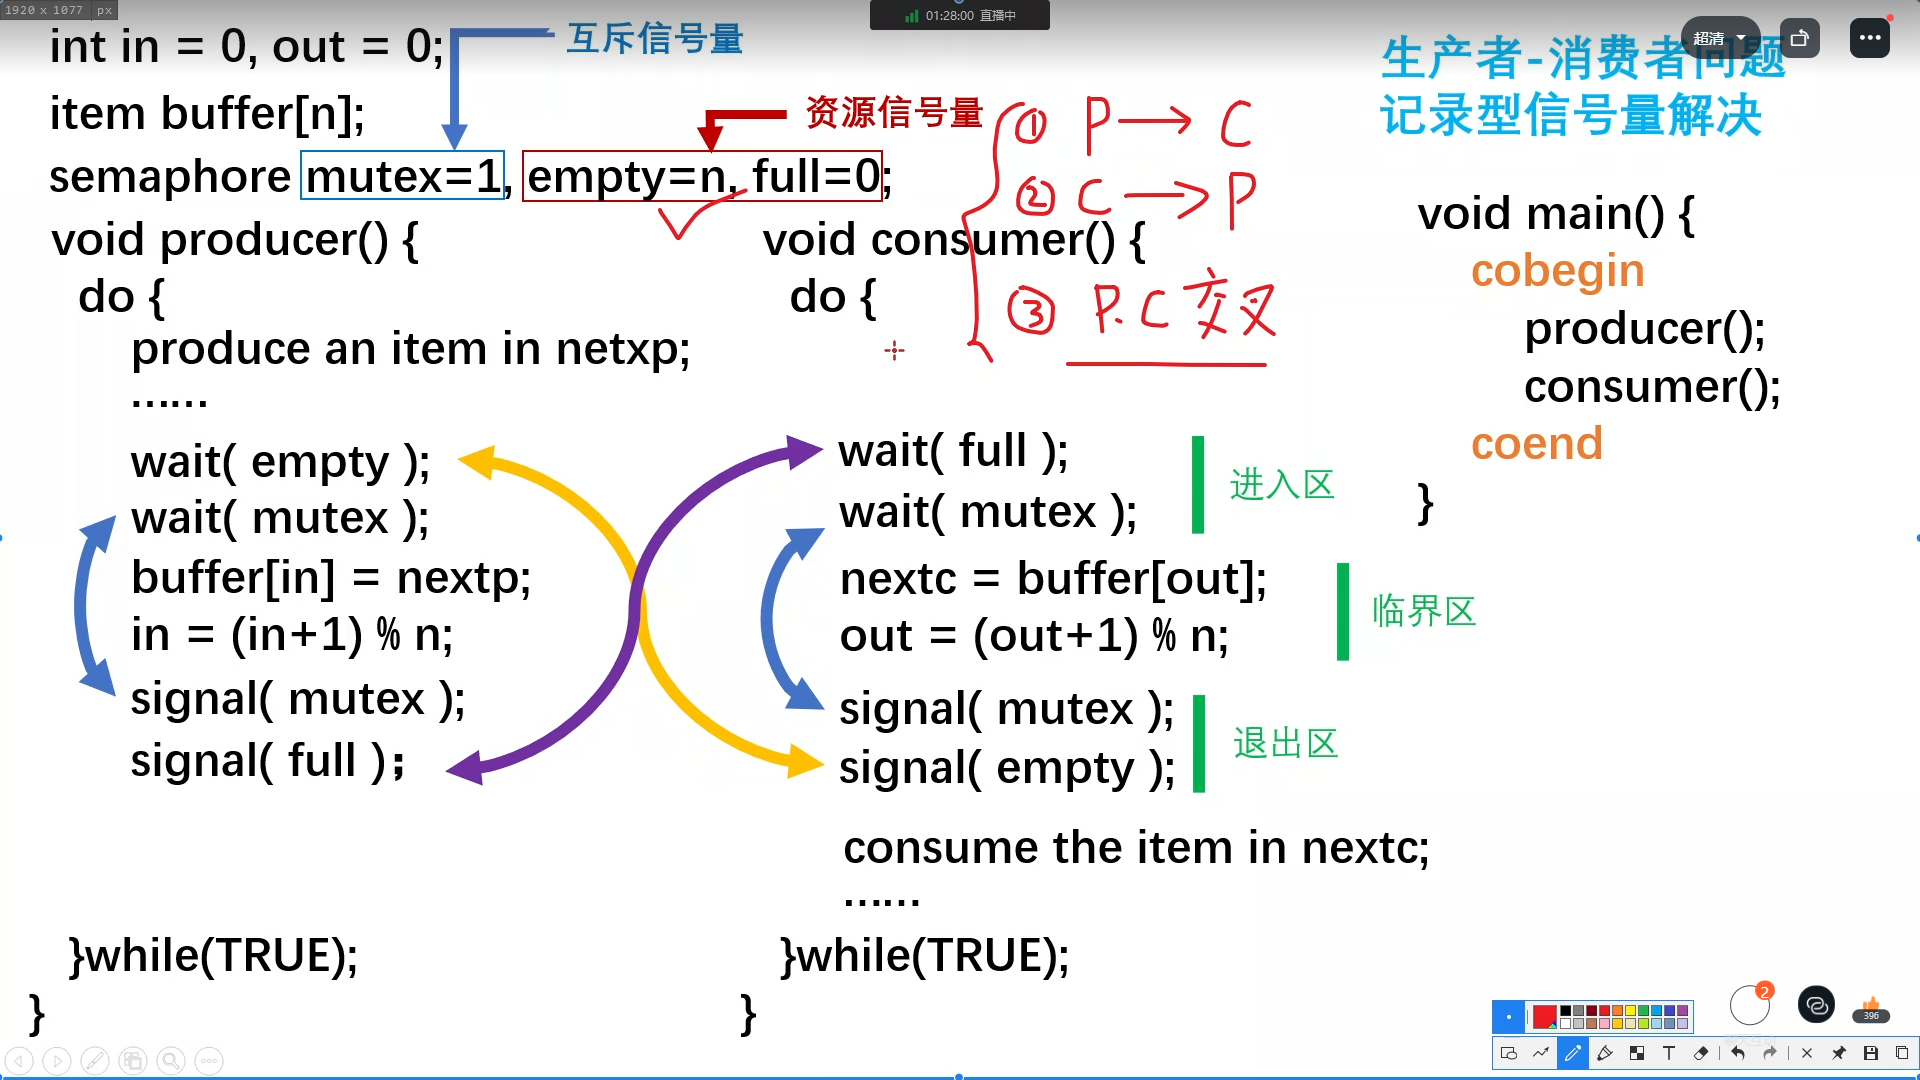 1920 x 1077 px
01:28:00 直播中
超清
int in = 0, out = 0;
互斥信号量
生产者-消费者问题
记录型信号量解决
item buffer[n];
资源信号量
① P → C
semaphore mutex=1, empty=n, full=0;
② C → P
③ P.C 交叉
void producer() {
do {
produce an item in netxp;
......
wait( empty );
wait( mutex );
buffer[in] = nextp;
in = (in+1) % n;
signal( mutex );
signal( full );
}while(TRUE);
}
void consumer() {
do {
wait( full );
wait( mutex );
进入区
nextc = buffer[out];
out = (out+1) % n;
临界区
signal( mutex );
signal( empty );
退出区
consume the item in nextc;
......
}while(TRUE);
}
void main() {
cobegin
producer();
consumer();
coend
}
2
396
T